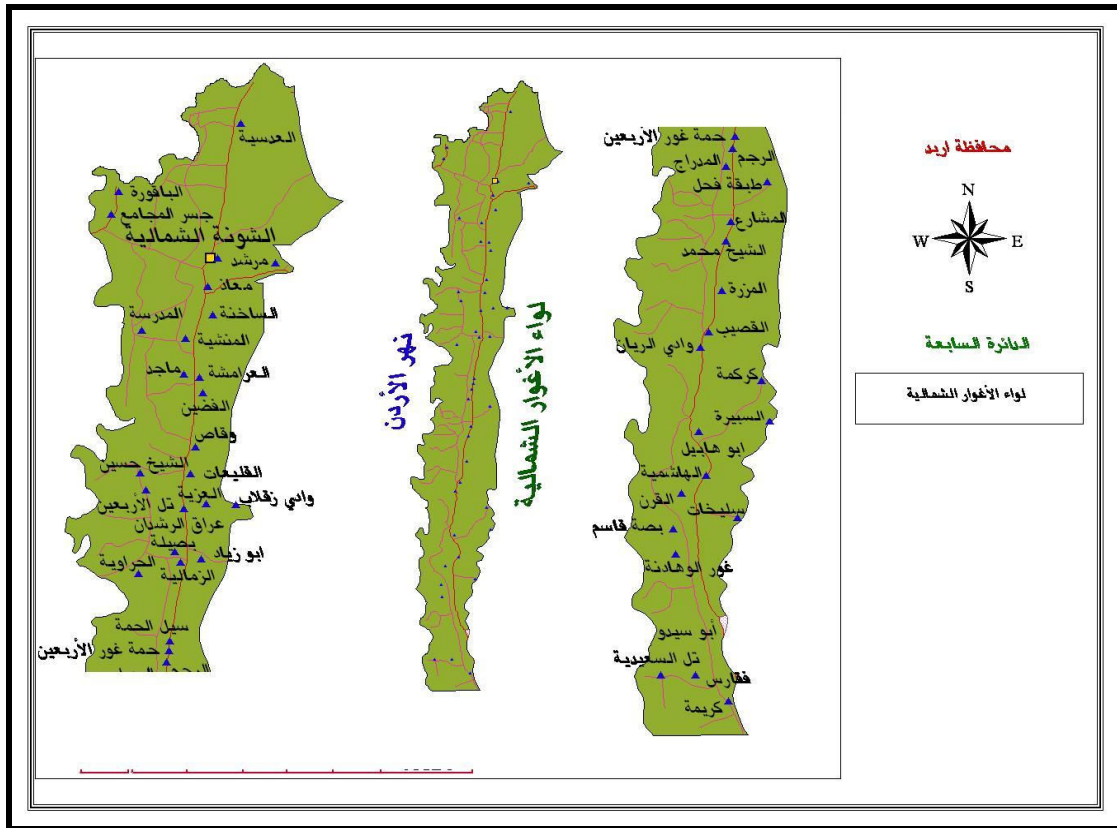 العدسية
الباقورة
جسر المجامع
الشونة الشمالية
مرشد
معاذ
الساخنة
المدرسة
المنشية
ماجد
العرامشة
الفضين
وقاص
الشيخ حسين
القليعات
العزية
وادي زقلاب
تل الأربعين
عراق الرشدان
بصيلة
ابو زياد
الحراوية
الزمالية
سيل الحمة
حمة غور الأربعين
نهر الأردن
لواء الأغوار الشمالية
حمة غور الأربعين
الرجم
المدراج
طبقة فحل
المشارع
الشيخ محمد
المزرة
القصيب
وادي الريان
كركمة
السبيرة
ابو هابيل
الهاشمية
القرن
سليخات
بصة قاسم
غور الوهادنة
أبو سيدو
تل السعيدية
فقارس
كريمة
محافظة اربد
N
W E
S
الدائرة السابعة
لواء الأغوار الشمالية